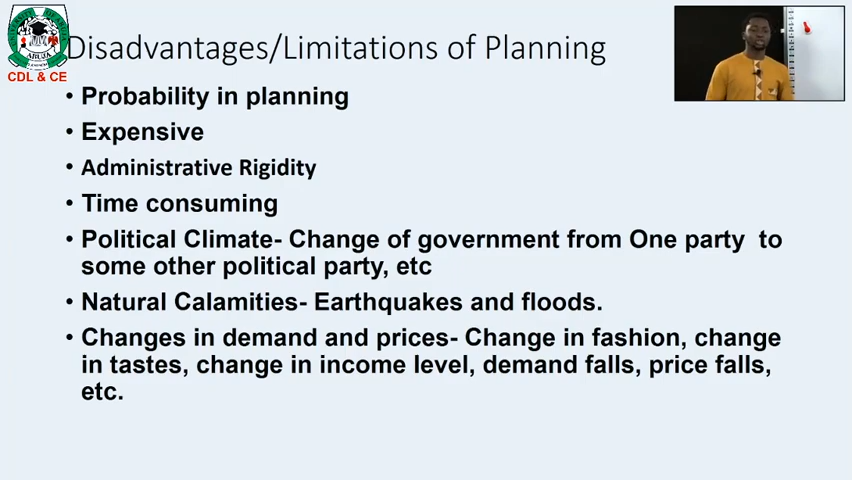 Disadvantages/Limitations of Planning
ABUJA
CDL & CE
• Probability in planning
• Expensive
• Administrative Rigidity
• Time consuming
• Political Climate- Change of government from One party to
some other political party, etc
• Natural Calamities- Earthquakes and floods.
• Changes in demand and prices- Change in fashion, change
in tastes, change in income level, demand falls, price falls,
etc.